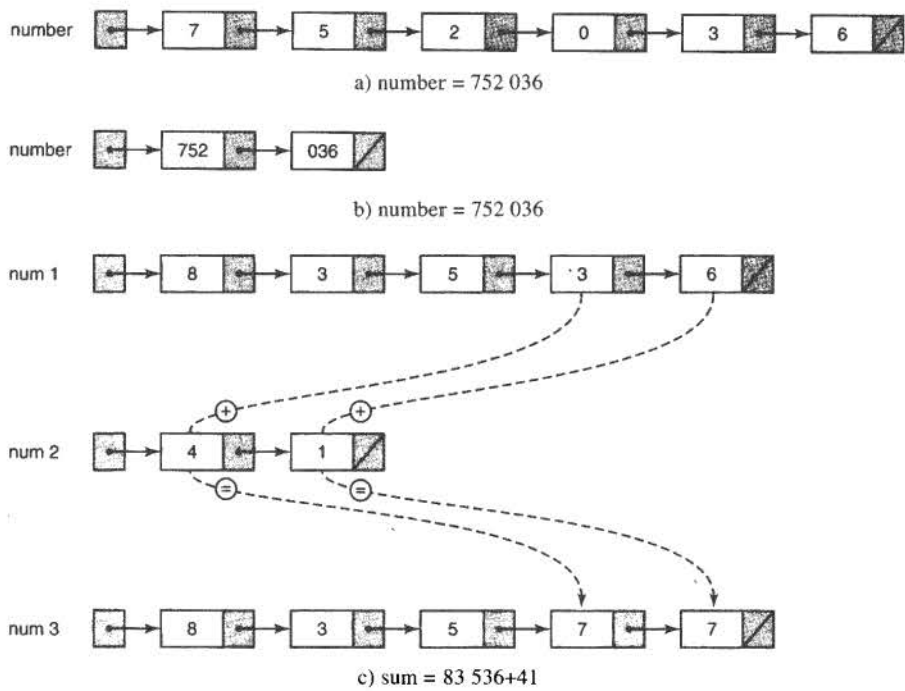 number 7 5 2 0 3 6
a) number = 752 036
number 752 036
b) number = 752 036
num 1 8 3 5 3 6
+ +
num 2 4 1
= =
num 3 8 3 5 7 7
c) sum = 83 536+41